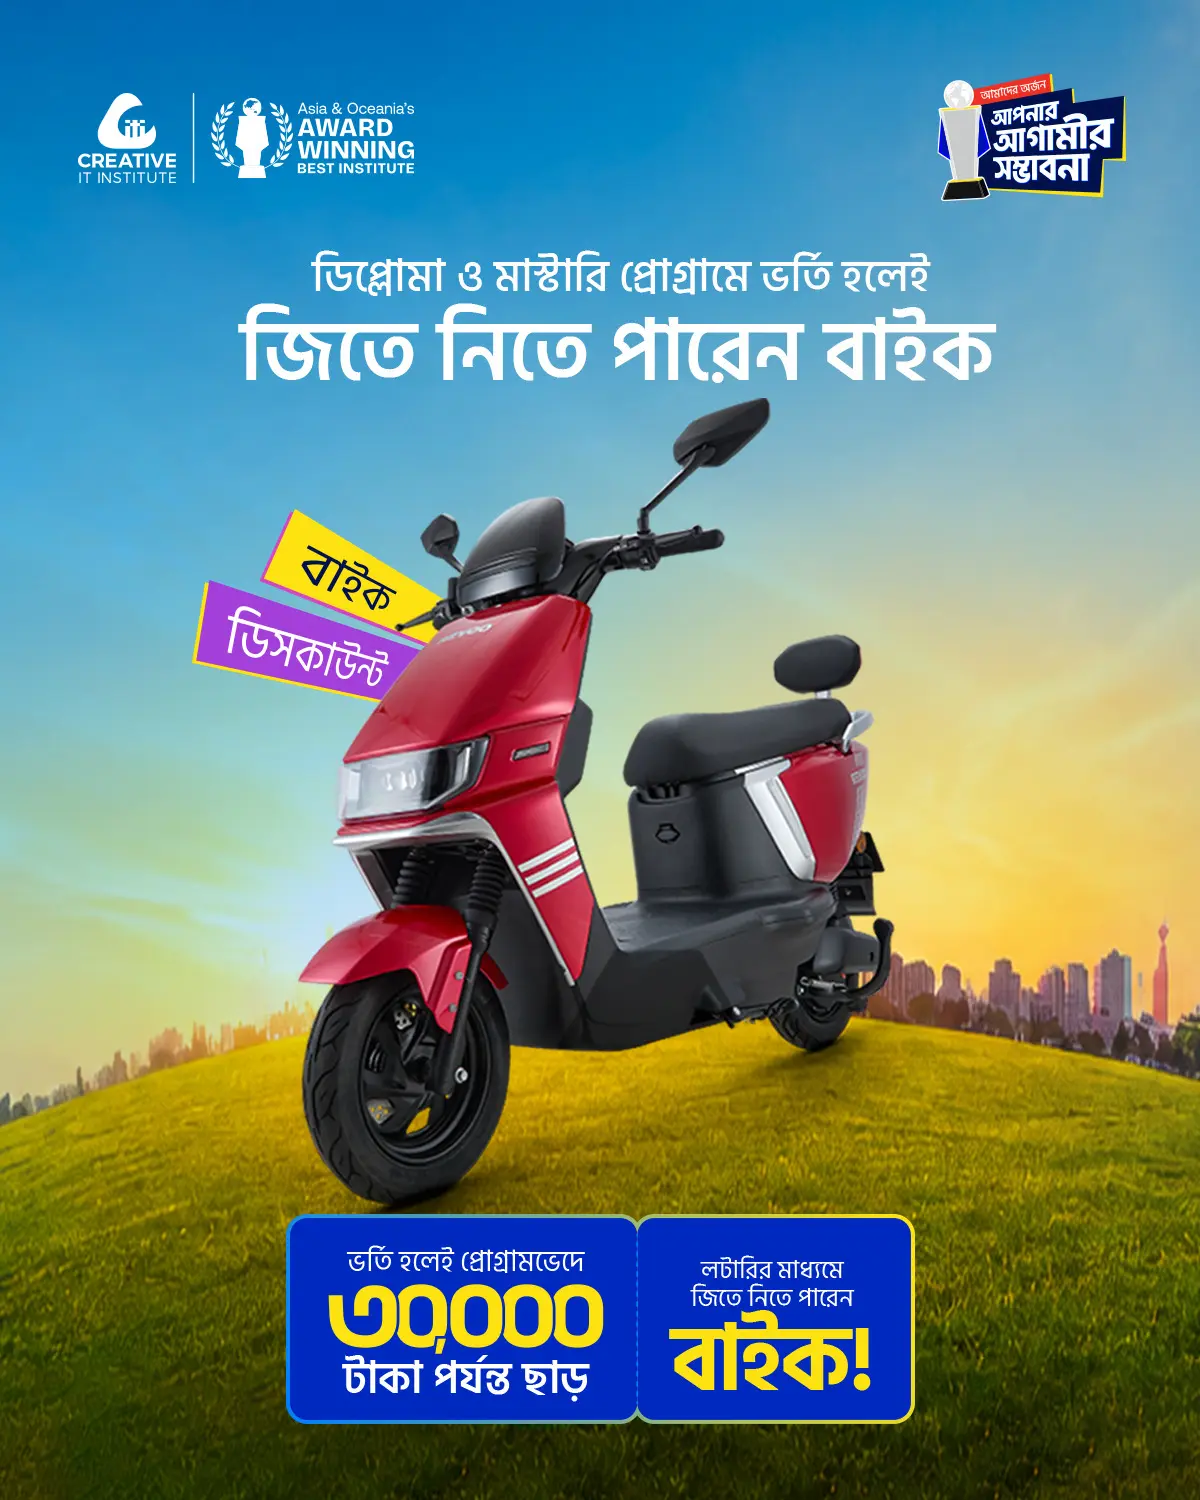 CREATIVE
IT INSTITUTE
Asia & Oceania's
AWARD
WINNING
BEST INSTITUTE
আমাদের অর্জন
আপনার
আগামীর
সম্ভাবনা
ডিপ্লোমা ও মাস্টারি প্রোগ্রামে ভর্তি হলেই
জিতে নিতে পারেন বাইক
বাইক
ডিসকাউন্ট
ভর্তি হলেই প্রোগ্রামভেদে
৩০,০০০
টাকা পর্যন্ত ছাড়
লটারির মাধ্যমে
জিতে নিতে পারেন
বাইক!